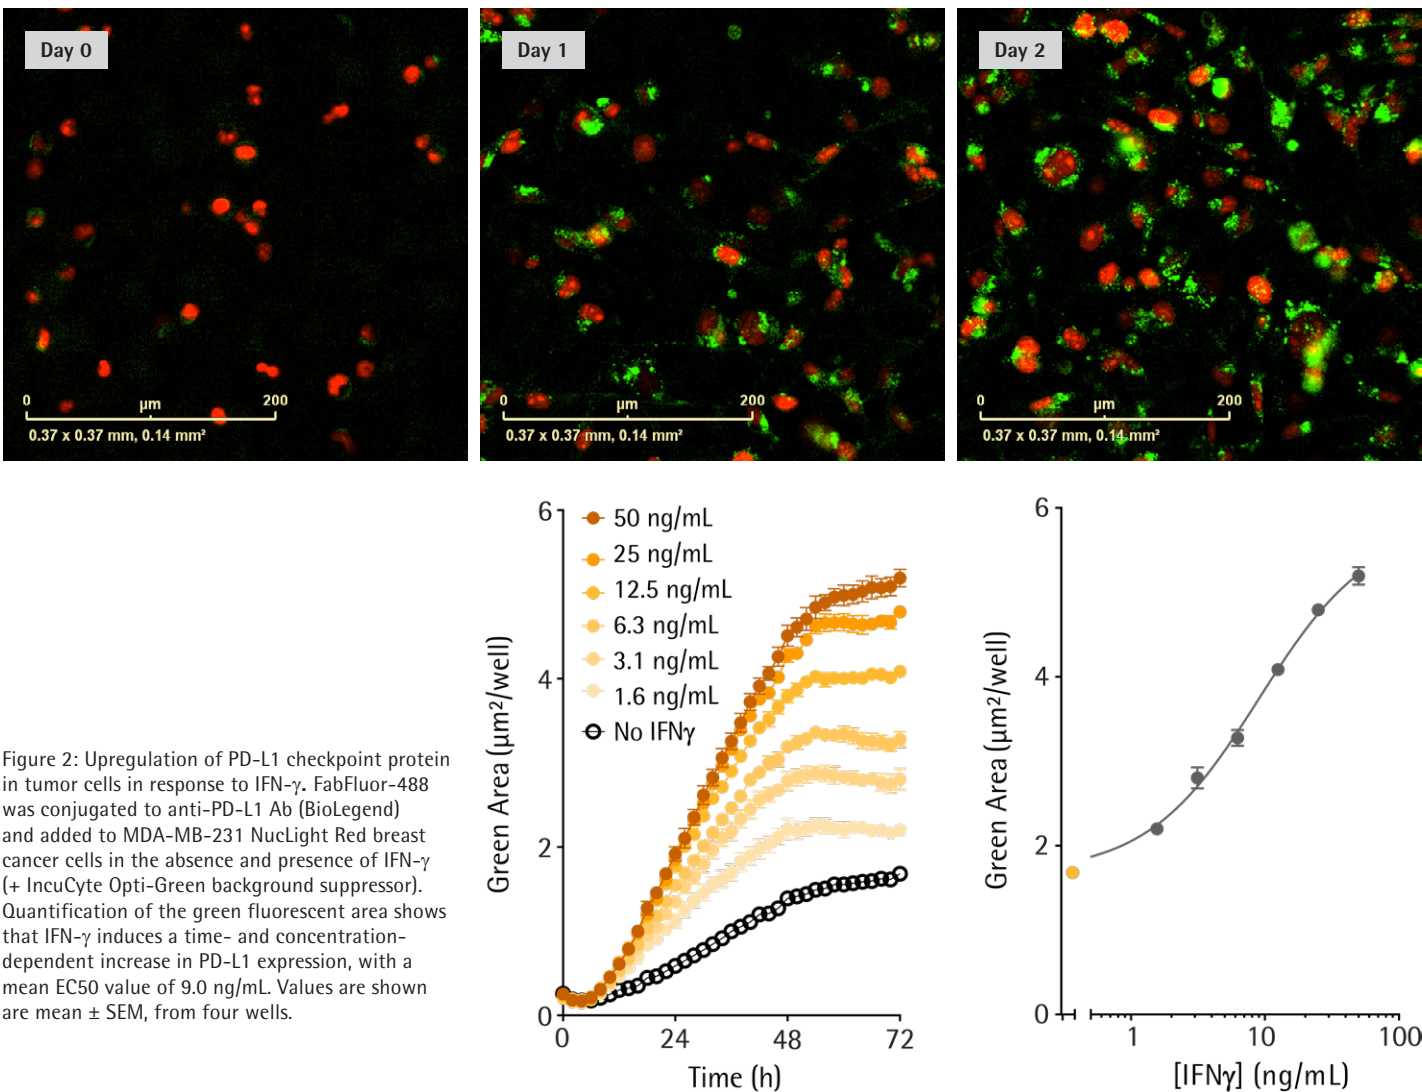 Day 0
Day 1
Day 2
0 µm 200
0.37 x 0.37 mm, 0.14 mm²
0 µm 200
0.37 x 0.37 mm, 0.14 mm²
0 µm 200
0.37 x 0.37 mm, 0.14 mm²
Figure 2: Upregulation of PD-L1 checkpoint protein
in tumor cells in response to IFN-γ. FabFluor-488
was conjugated to anti-PD-L1 Ab (BioLegend)
and added to MDA-MB-231 NucLight Red breast
cancer cells in the absence and presence of IFN-γ
(+ IncuCyte Opti-Green background suppressor).
Quantification of the green fluorescent area shows
that IFN-γ induces a time- and concentration-
dependent increase in PD-L1 expression, with a
mean EC50 value of 9.0 ng/mL. Values are shown
are mean ± SEM, from four wells.
Green Area (µm²/well)
6
4
2
0
50 ng/mL
25 ng/mL
12.5 ng/mL
6.3 ng/mL
3.1 ng/mL
1.6 ng/mL
No IFNγ
0 24 48 72
Time (h)
Green Area (µm²/well)
6
4
2
0
1 10 100
[IFNγ] (ng/mL)